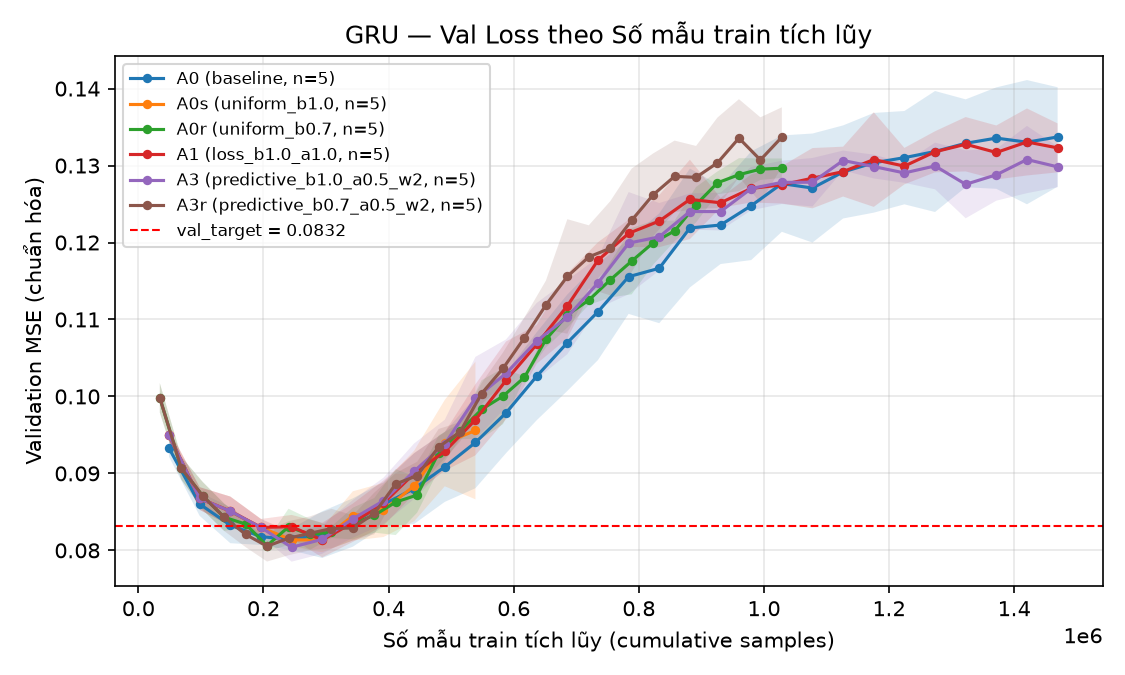 GRU — Val Loss theo Số mẫu train tích lũy
A0 (baseline, n=5)
A0s (uniform_b1.0, n=5)
A0r (uniform_b0.7, n=5)
A1 (loss_b1.0_a1.0, n=5)
A3 (predictive_b1.0_a0.5_w2, n=5)
A3r (predictive_b0.7_a0.5_w2, n=5)
val_target = 0.0832
Validation MSE (chuẩn hóa)
0.14
0.13
0.12
0.11
0.10
0.09
0.08
0.0 0.2 0.4 0.6 0.8 1.0 1.2 1.4
1e6
Số mẫu train tích lũy (cumulative samples)